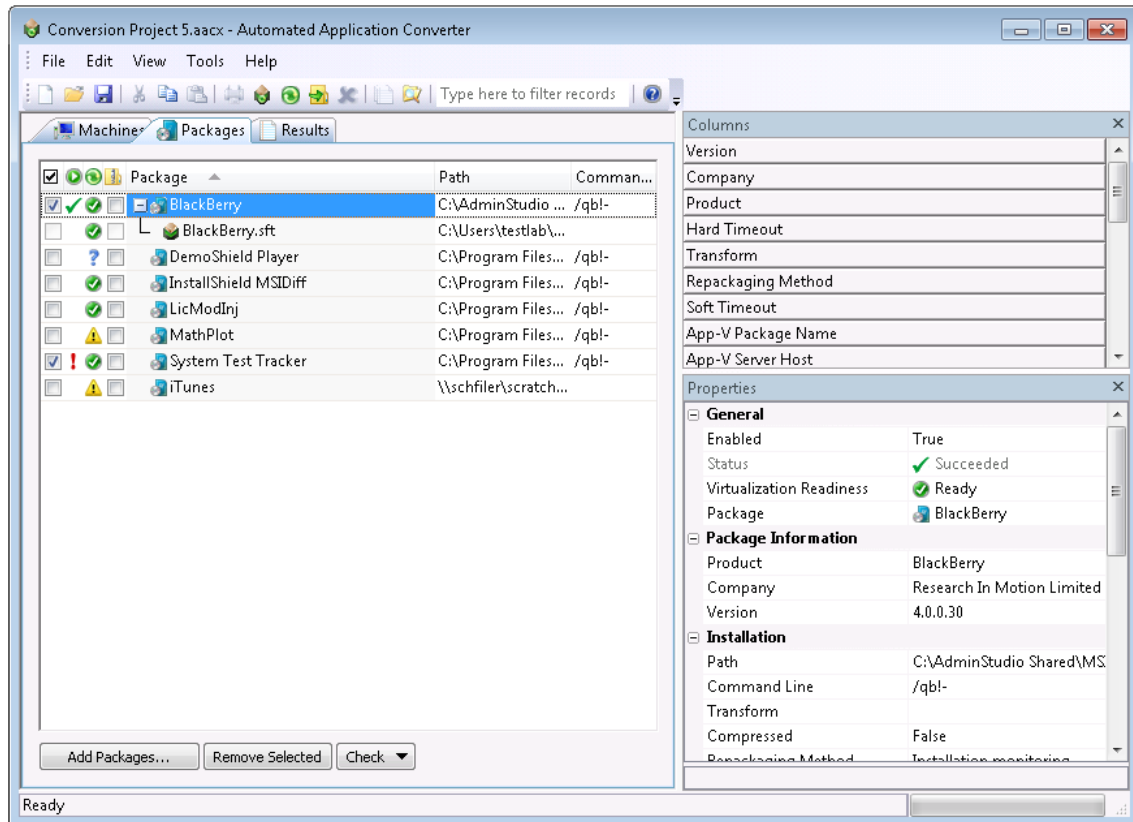 Conversion Project 5.aacx - Automated Application Converter
File Edit View Tools Help
Type here to filter records
Machines Packages Results
Package Path Comman...
BlackBerry C:\AdminStudio ... /qb!-
BlackBerry.sft C:\Users\testlab\...
DemoShield Player C:\Program Files... /qb!-
InstallShield MSIDiff C:\Program Files... /qb!-
LicModInj C:\Program Files... /qb!-
MathPlot C:\Program Files... /qb!-
System Test Tracker C:\Program Files... /qb!-
iTunes \\schfiler\scratch...
Add Packages... Remove Selected Check
Columns
Version
Company
Product
Hard Timeout
Transform
Repackaging Method
Soft Timeout
App-V Package Name
App-V Server Host
Properties
General
Enabled True
Status Succeeded
Virtualization Readiness Ready
Package BlackBerry
Package Information
Product BlackBerry
Company Research In Motion Limited
Version 4.0.0.30
Installation
Path C:\AdminStudio Shared\MS
Command Line /qb!-
Transform
Compressed False
Repackaging Method Installation monitoring
Ready